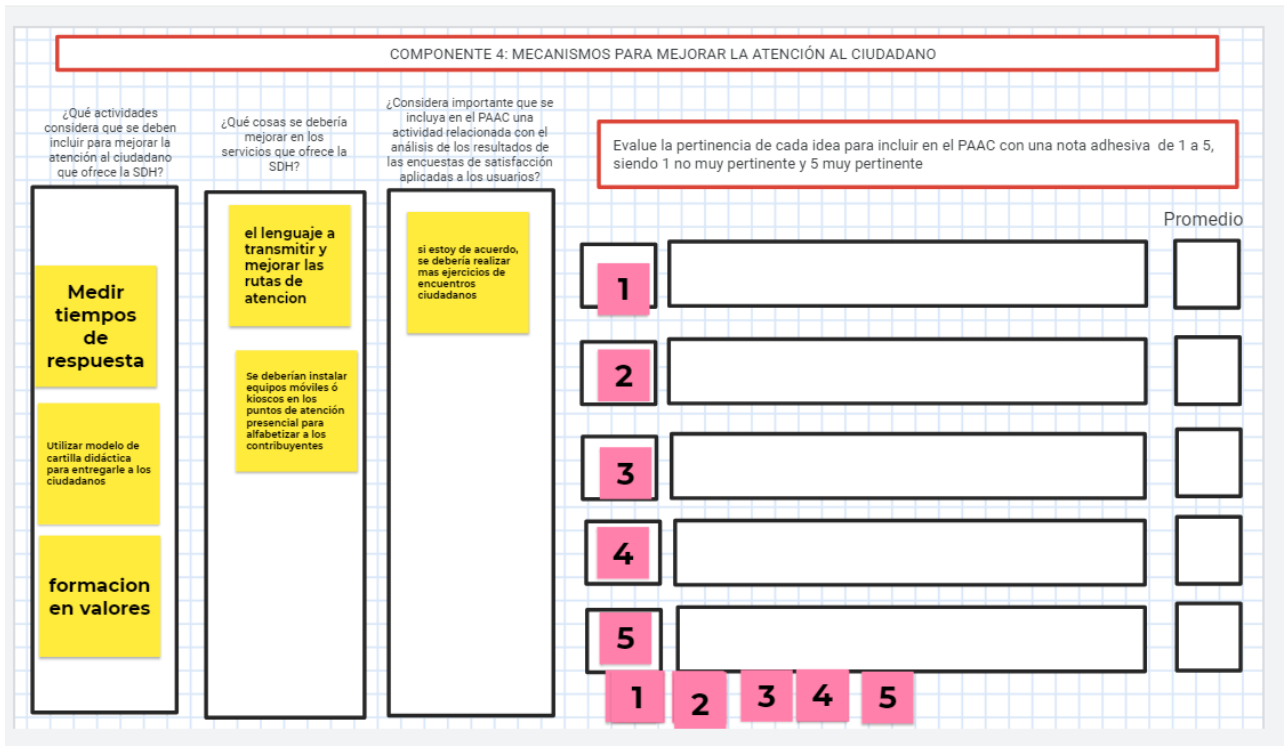 COMPONENTE 4: MECANISMOS PARA MEJORAR LA ATENCIÓN AL CIUDADANO
¿Qué actividades
considera que se deben
incluir para mejorar la
atención al ciudadano
que ofrece la SDH?
Medir
tiempos
de
respuesta
Utilizar modelo de
cartilla didáctica
para entregarle a los
ciudadanos
formacion
en valores
¿Qué cosas se debería
mejorar en los
servicios que ofrece la
SDH?
el lenguaje a
transmitir y
mejorar las
rutas de
atencion
Se deberían instalar
equipos móviles ó
kioscos en los
puntos de atención
presencial para
alfabetizar a los
contribuyentes
¿Considera importante que se
incluya en el PAAC una
actividad relacionada con el
análisis de los resultados de
las encuestas de satisfacción
aplicadas a los usuarios?
si estoy de acuerdo,
se debería realizar
mas ejercicios de
encuentros
ciudadanos
Evalue la pertinencia de cada idea para incluir en el PAAC con una nota adhesiva de 1 a 5,
siendo 1 no muy pertinente y 5 muy pertinente
Promedio
1
2
3
4
5
1 2 3 4 5